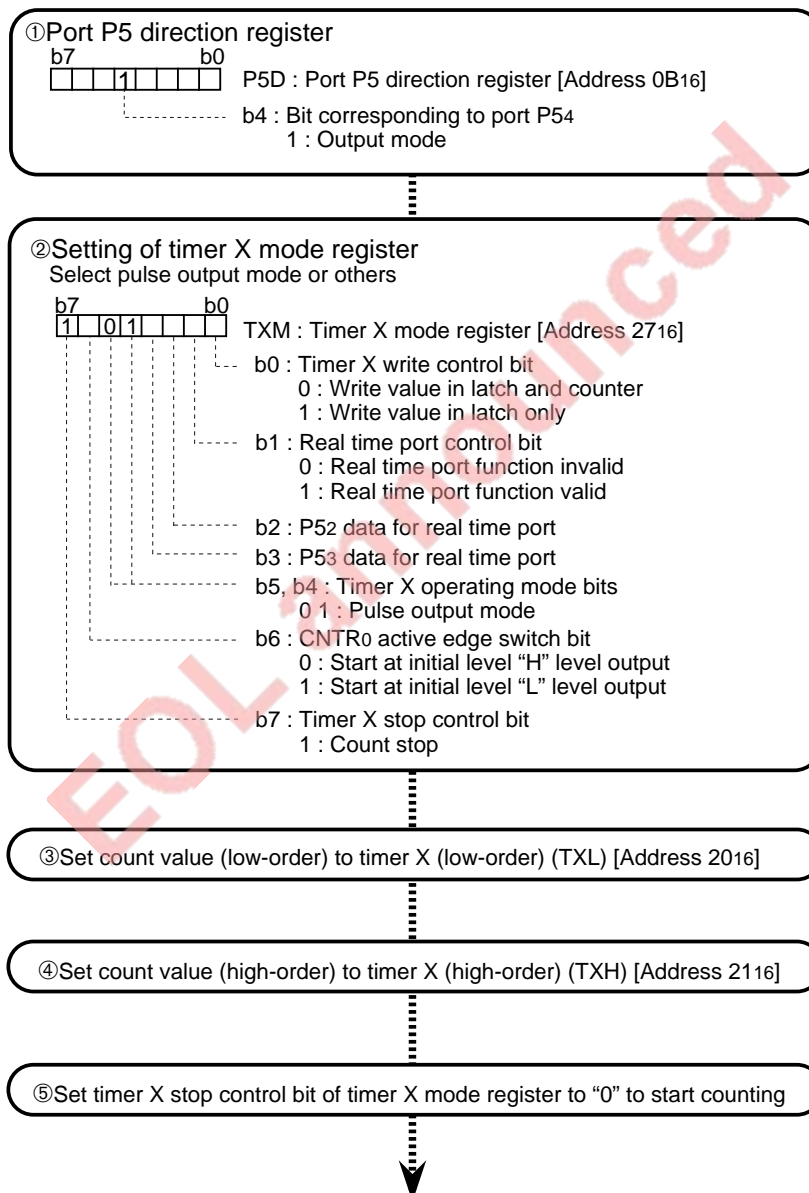 ①Port P5 direction register
b7 b0
1
P5D : Port P5 direction register [Address 0B16]
b4 : Bit corresponding to port P54
1 : Output mode
②Setting of timer X mode register
Select pulse output mode or others
b7 b0
1 0 1
TXM : Timer X mode register [Address 2716]
b0 : Timer X write control bit
0 : Write value in latch and counter
1 : Write value in latch only
b1 : Real time port control bit
0 : Real time port function invalid
1 : Real time port function valid
b2 : P52 data for real time port
b3 : P53 data for real time port
b5, b4 : Timer X operating mode bits
0 1 : Pulse output mode
b6 : CNTR0 active edge switch bit
0 : Start at initial level “H” level output
1 : Start at initial level “L” level output
b7 : Timer X stop control bit
1 : Count stop
③Set count value (low-order) to timer X (low-order) (TXL) [Address 2016]
④Set count value (high-order) to timer X (high-order) (TXH) [Address 2116]
⑤Set timer X stop control bit of timer X mode register to “0” to start counting
EOL announced